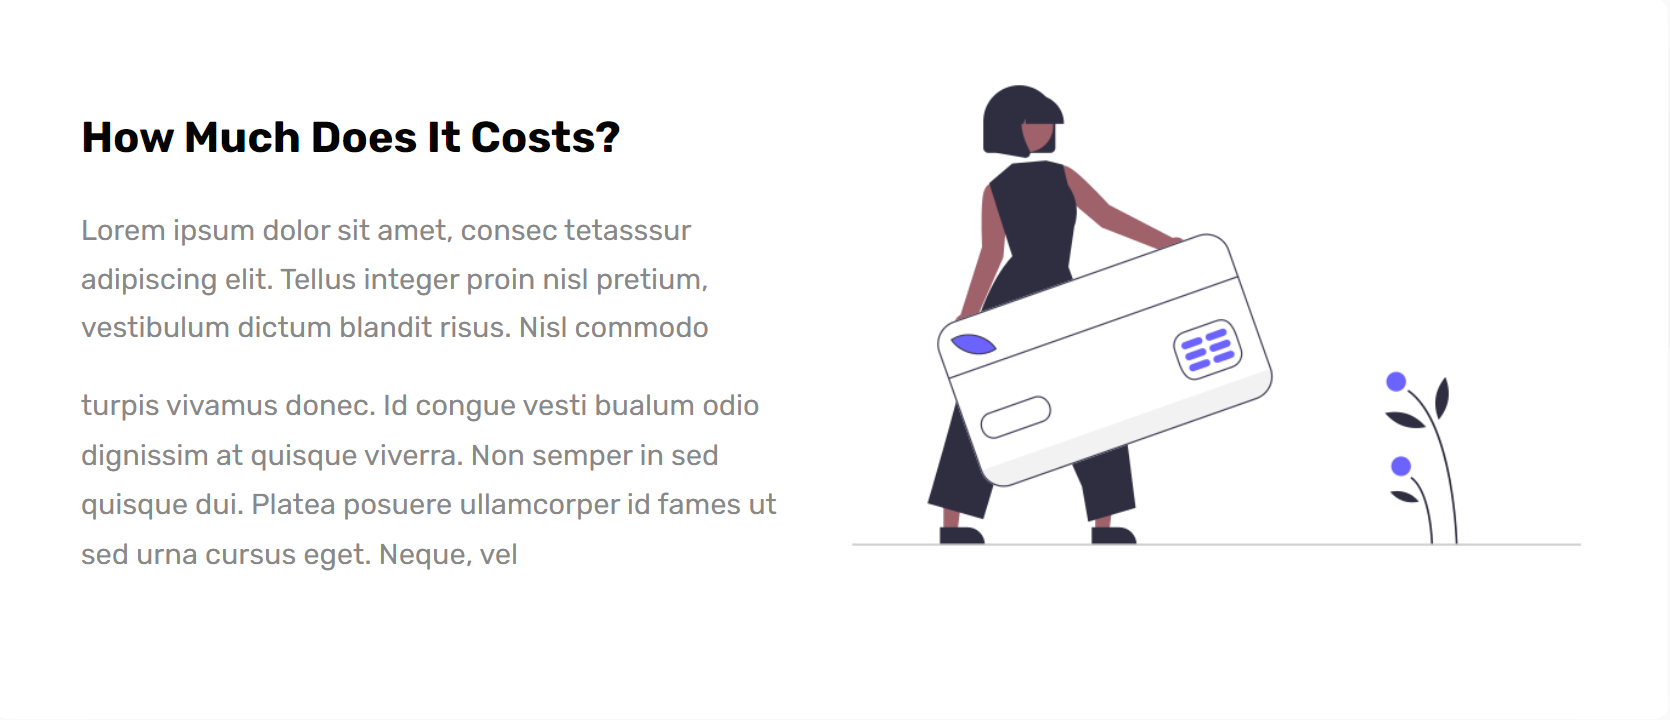 How Much Does It Costs?
Lorem ipsum dolor sit amet, consec tetasssur
adipiscing elit. Tellus integer proin nisl pretium,
vestibulum dictum blandit risus. Nisl commodo
turpis vivamus donec. Id congue vesti bualum odio
dignissim at quisque viverra. Non semper in sed
quisque dui. Platea posuere ullamcorper id fames ut
sed urna cursus eget. Neque, vel